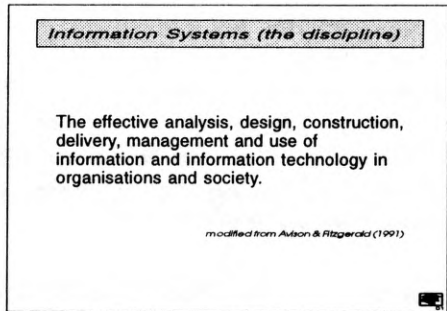 Information Systems (the discipline)
The effective analysis, design, construction,
delivery, management and use of
information and information technology in
organisations and society.
modified from Avison & Fitzgerald (1991)